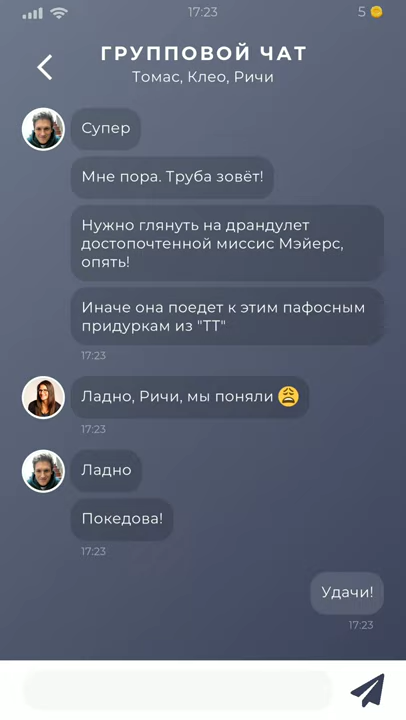 17:23
5
ГРУППОВОЙ ЧАТ
Томас, Клео, Ричи
Супер
Мне пора. Труба зовёт!
Нужно глянуть на драндулет
достопочтенной миссис Мэйерс,
опять!
Иначе она поедет к этим пафосным
придуркам из "ТТ"
17:23
Ладно, Ричи, мы поняли 😩
17:23
Ладно
Покедова!
17:23
Удачи!
17:23